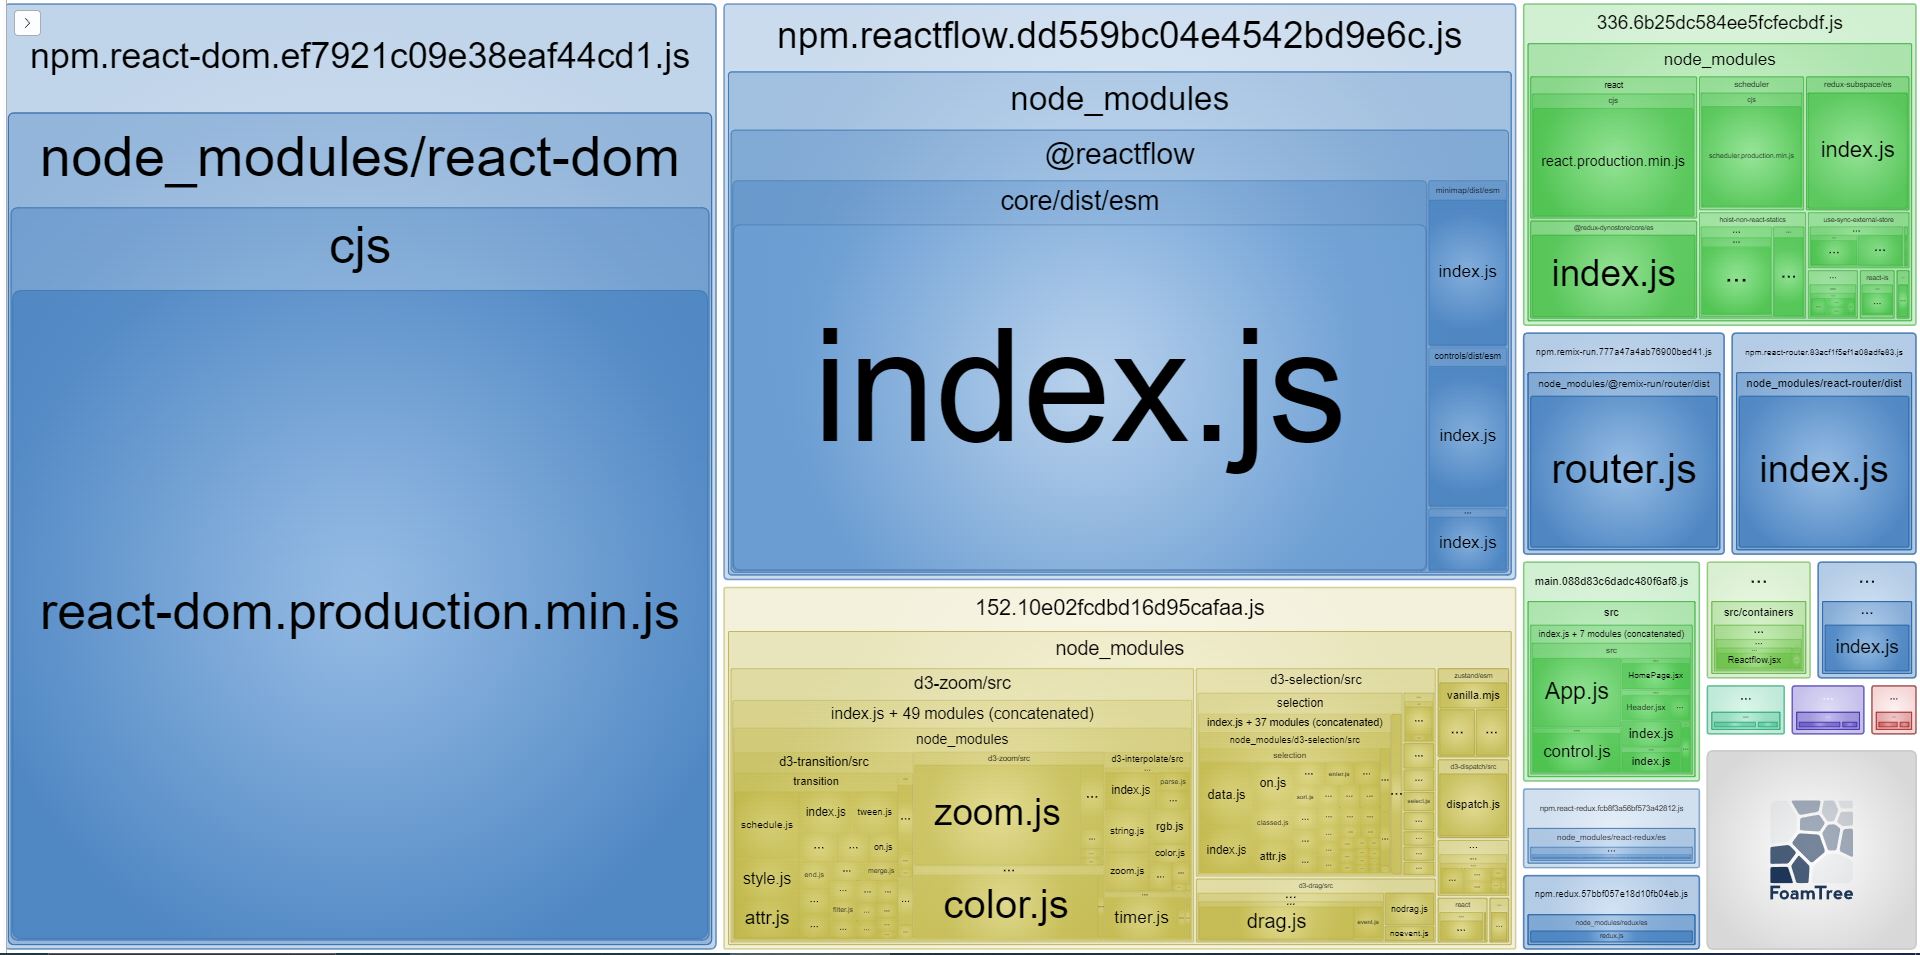 npm.react-dom.ef7921c09e38eaf44cd1.js
node_modules/react-dom
cjs
react-dom.production.min.js
npm.reactflow.dd559bc04e4542bd9e6c.js
node_modules
@reactflow
core/dist/esm
index.js
minimap/dist/esm
index.js
controls/dist/esm
index.js
...
index.js
152.10e02fcdbd16d95cafaa.js
node_modules
d3-zoom/src
index.js + 49 modules (concatenated)
node_modules
d3-transition/src
transition
schedule.js
index.js
tween.js
on.js
style.js
end.js
merge.js
attr.js
filter.js
d3-zoom/src
zoom.js
...
color.js
d3-interpolate/src
index.js
parse.js
string.js
rgb.js
color.js
zoom.js
timer.js
d3-selection/src
selection
index.js + 37 modules (concatenated)
node_modules/d3-selection/src
selection
data.js
on.js
enter.js
sort.js
classed.js
index.js
attr.js
select.js
d3-drag/src
...
drag.js
event.js
nodrag.js
noevent.js
zustand/esm
vanilla.mjs
d3-dispatch/src
dispatch.js
react
336.6b25dc584ee5fcfecbdf.js
node_modules
react
cjs
react.production.min.js
scheduler
cjs
scheduler.production.min.js
redux-subspace/es
index.js
@redux-dynostore/core/es
index.js
hoist-non-react-statics
use-sync-external-store
react-is
npm.remix-run.777a47a4ab76900bed41.js
node_modules/@remix-run/router/dist
router.js
npm.react-router.83acf1f5ef1a08adfe83.js
node_modules/react-router/dist
index.js
main.088d83c6dadc480f6af8.js
src
index.js + 7 modules (concatenated)
src
App.js
HomePage.jsx
Header.jsx
control.js
index.js
index.js
...
src/containers
...
Reactflow.jsx
...
...
index.js
npm.react-redux.fcb8f3a56bf573a42812.js
node_modules/react-redux/es
...
npm.redux.57bbf057e18d10fb04eb.js
node_modules/redux/es
redux.js
FoamTree